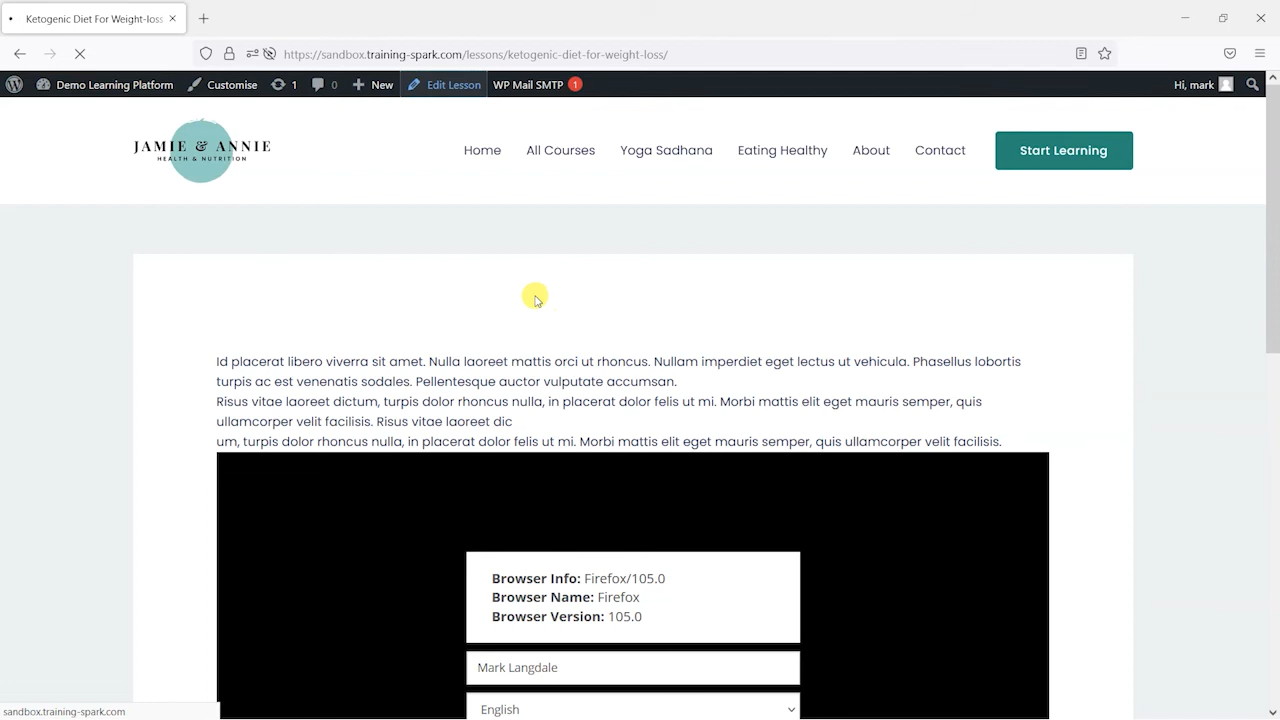 Ketogenic Diet For Weight-loss
https://sandbox.training-spark.com/lessons/ketogenic-diet-for-weight-loss/
Demo Learning Platform Customise 1 0 New Edit Lesson WP Mail SMTP 1 Hi, mark
JAMIE & ANNIE
HEALTH & NUTRITION
Home All Courses Yoga Sadhana Eating Healthy About Contact Start Learning
Id placerat libero viverra sit amet. Nulla laoreet mattis orci ut rhoncus. Nullam imperdiet eget lectus ut vehicula. Phasellus lobortis
turpis ac est venenatis sodales. Pellentesque auctor vulputate accumsan.
Risus vitae laoreet dictum, turpis dolor rhoncus nulla, in placerat dolor felis ut mi. Morbi mattis elit eget mauris semper, quis
ullamcorper velit facilisis. Risus vitae laoreet dic
um, turpis dolor rhoncus nulla, in placerat dolor felis ut mi. Morbi mattis elit eget mauris semper, quis ullamcorper velit facilisis.
Browser Info: Firefox/105.0
Browser Name: Firefox
Browser Version: 105.0
Mark Langdale
English
sandbox.training-spark.com